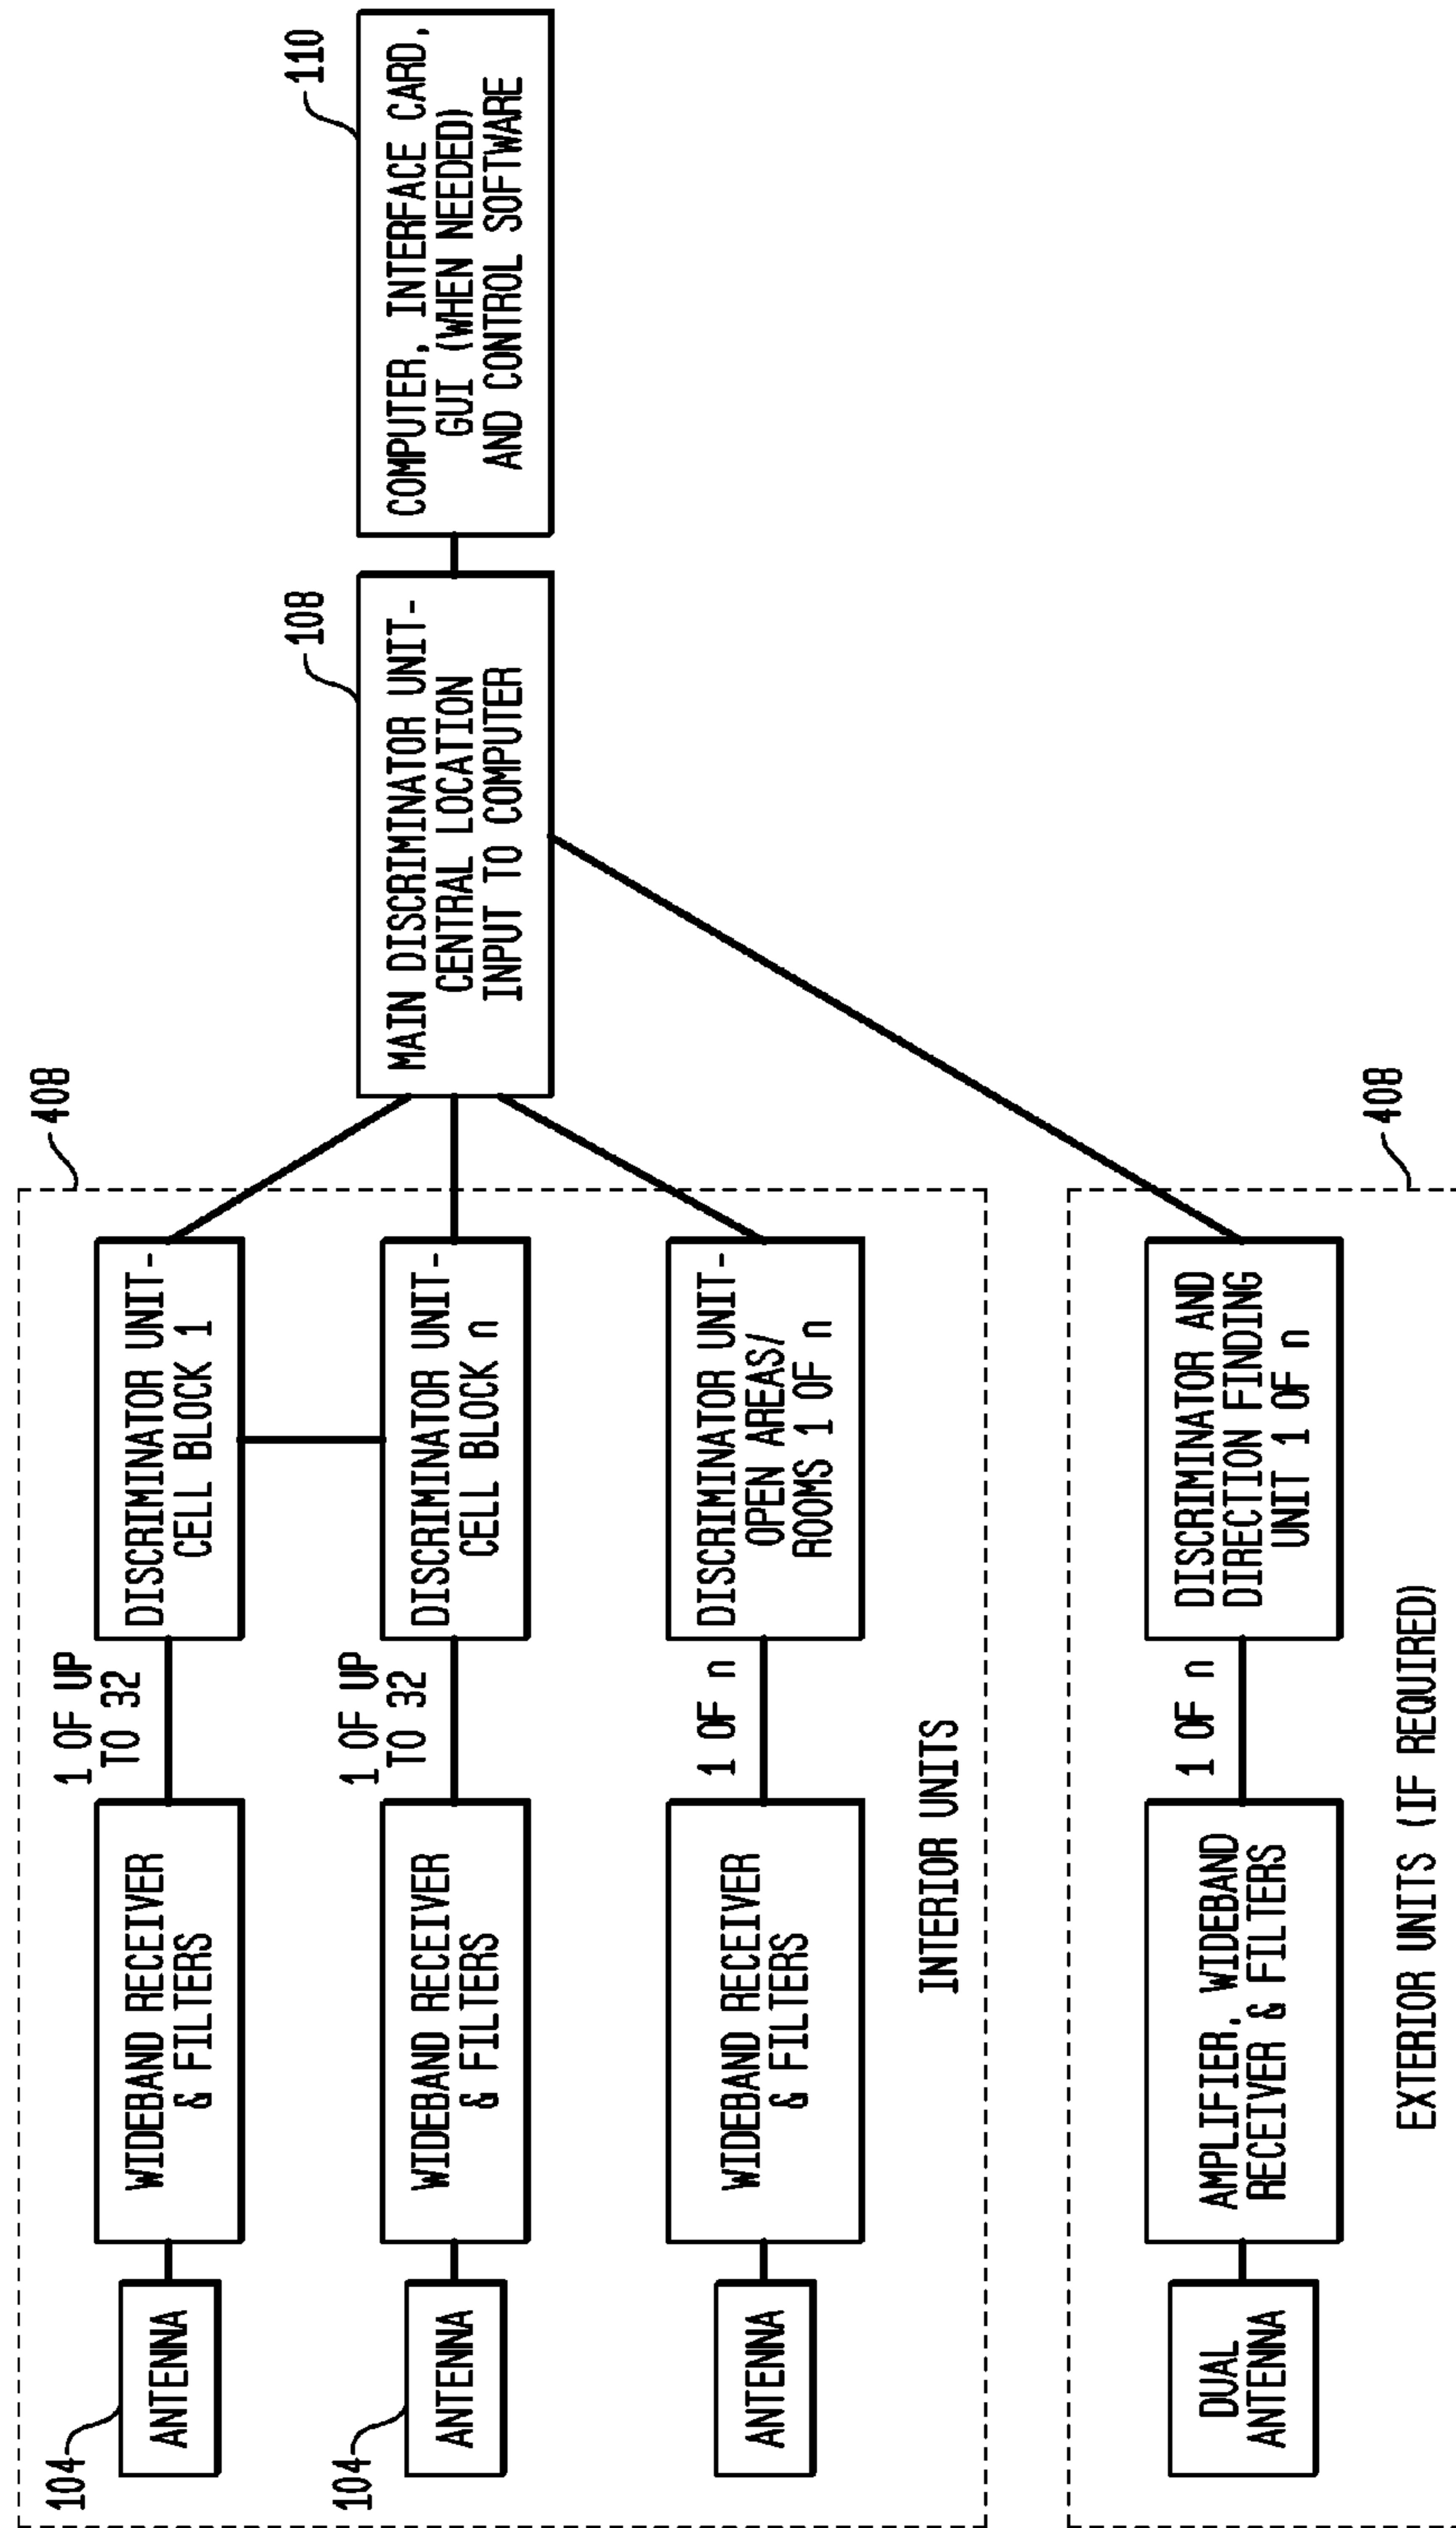 104
ANTENNA
WIDEBAND RECEIVER
& FILTERS
1 OF UP
TO 32
DISCRIMINATOR UNIT-
CELL BLOCK 1
408
104
ANTENNA
WIDEBAND RECEIVER
& FILTERS
1 OF UP
TO 32
DISCRIMINATOR UNIT-
CELL BLOCK n
108
MAIN DISCRIMINATOR UNIT-
CENTRAL LOCATION
INPUT TO COMPUTER
110
COMPUTER, INTERFACE CARD,
GUI (WHEN NEEDED)
AND CONTROL SOFTWARE
ANTENNA
WIDEBAND RECEIVER
& FILTERS
1 OF n
DISCRIMINATOR UNIT-
OPEN AREAS/
ROOMS 1 OF n
INTERIOR UNITS
DUAL
ANTENNA
AMPLIFIER, WIDEBAND
RECEIVER & FILTERS
1 OF n
DISCRIMINATOR AND
DIRECTION FINDING
UNIT 1 OF n
408
EXTERIOR UNITS (IF REQUIRED)